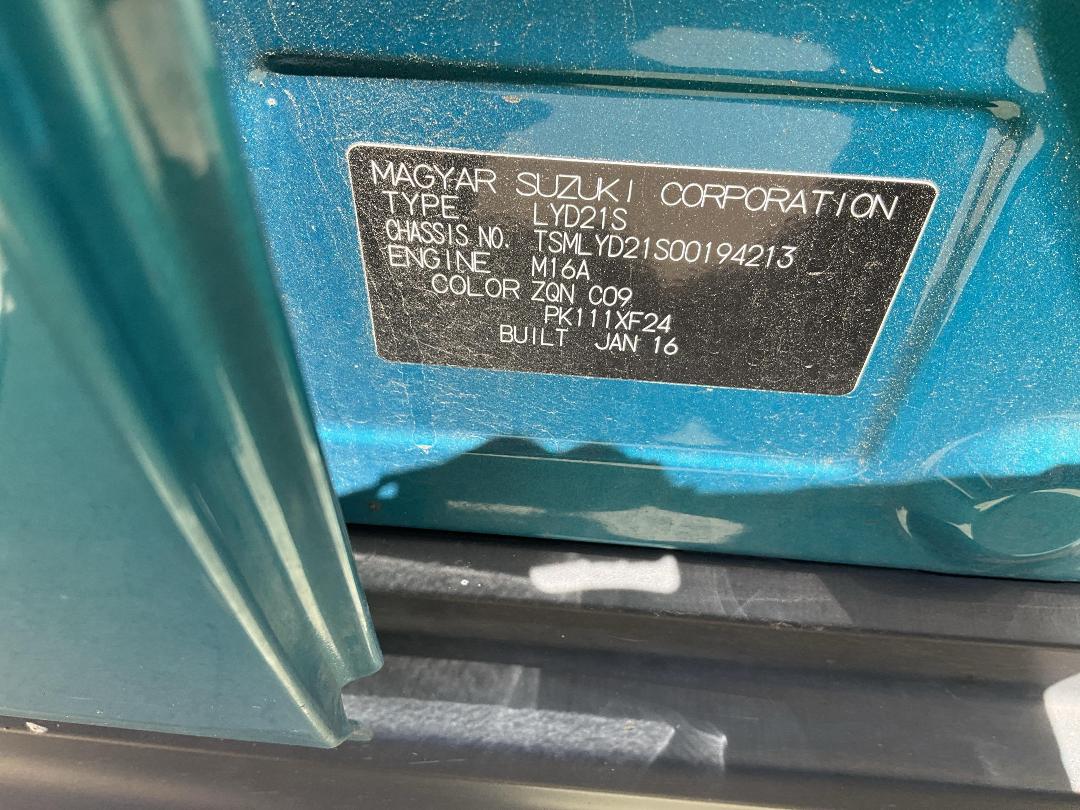 MAGYAR SUZUKI CORPORATION
TYPE LYD21S
CHASSIS NO. TSMLYD21S00194213
ENGINE M16A
COLOR ZQN C09
PK111XF24
BUILT JAN 16